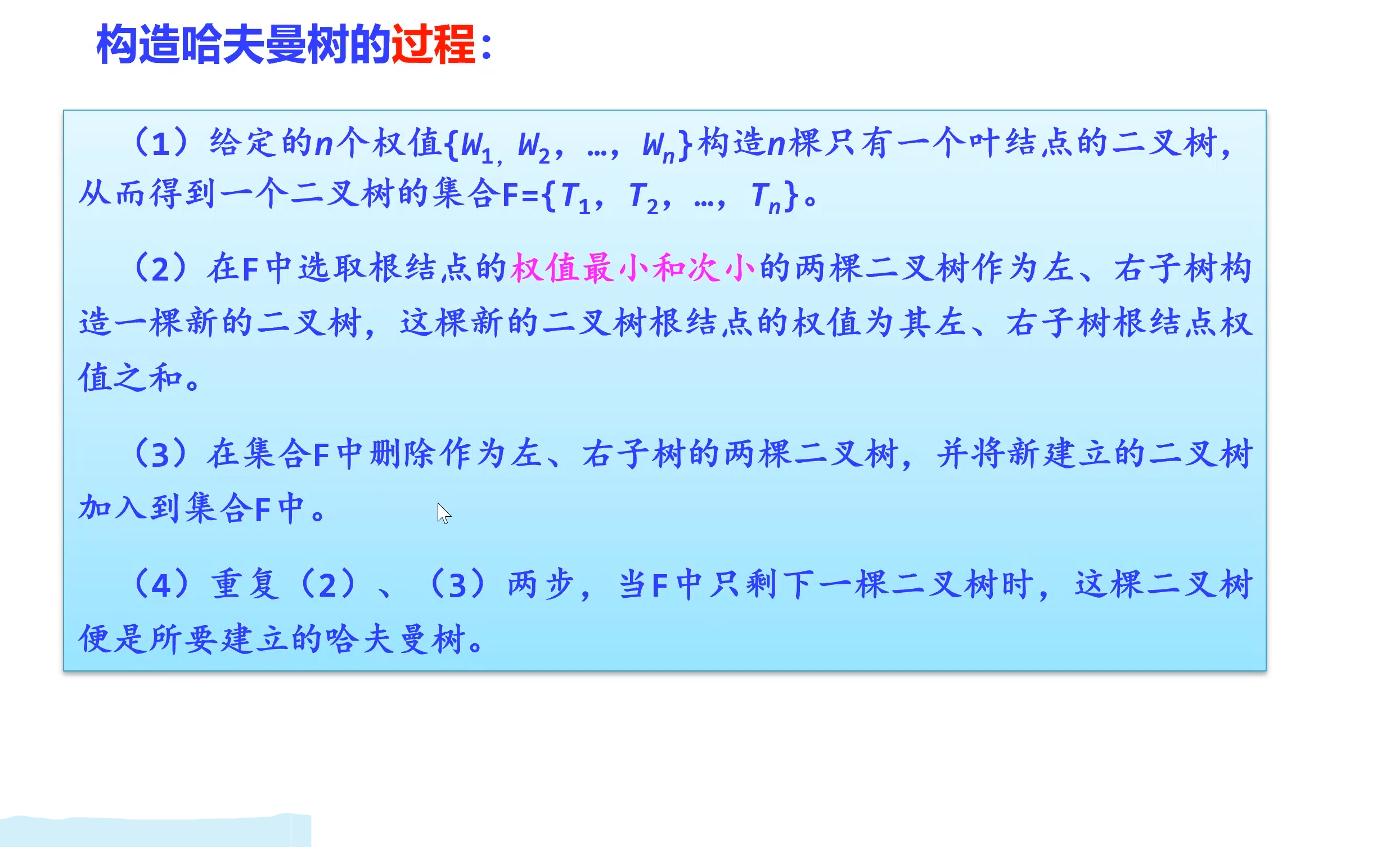 构造哈夫曼树的过程：
（1）给定的n个权值{W1，W2，…，Wn}构造n棵只有一个叶结点的二叉树，
从而得到一个二叉树的集合F={T1，T2，…，Tn}。
（2）在F中选取根结点的权值最小和次小的两棵二叉树作为左、右子树构
造一棵新的二叉树，这棵新的二叉树根结点的权值为其左、右子树根结点权
值之和。
（3）在集合F中删除作为左、右子树的两棵二叉树，并将新建立的二叉树
加入到集合F中。
（4）重复（2）、（3）两步，当F中只剩下一棵二叉树时，这棵二叉树
便是所要建立的哈夫曼树。